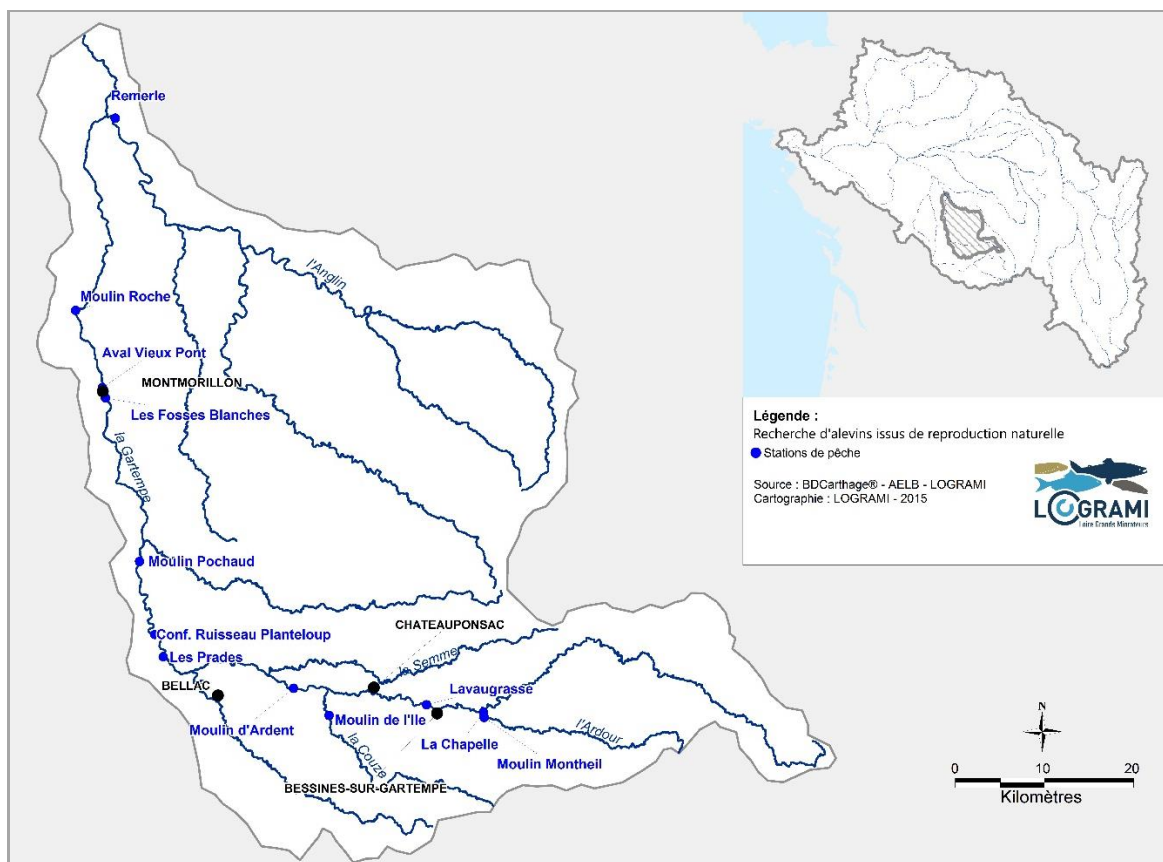 Remerle
l'Anglin
Moulin Roche
Aval Vieux Pont
MONTMORILLON
Les Fosses Blanches
la Gartempe
Moulin Pochaud
CHATEAUPONSAC
Conf. Ruisseau Planteloup
la Semme
Les Prades
BELLAC
Lavaugrasse
Moulin d'Ardent
Moulin de l'Ile
l'Ardour
La Chapelle
la Couze
Moulin Montheil
BESSINES-SUR-GARTEMPE
Légende :
Recherche d'alevins issus de reproduction naturelle
Stations de pêche
Source : BDCarthage® - AELB - LOGRAMI
Cartographie : LOGRAMI - 2015
LOGRAMI
Loire Grands Migrateurs
N
0 10 20
Kilomètres